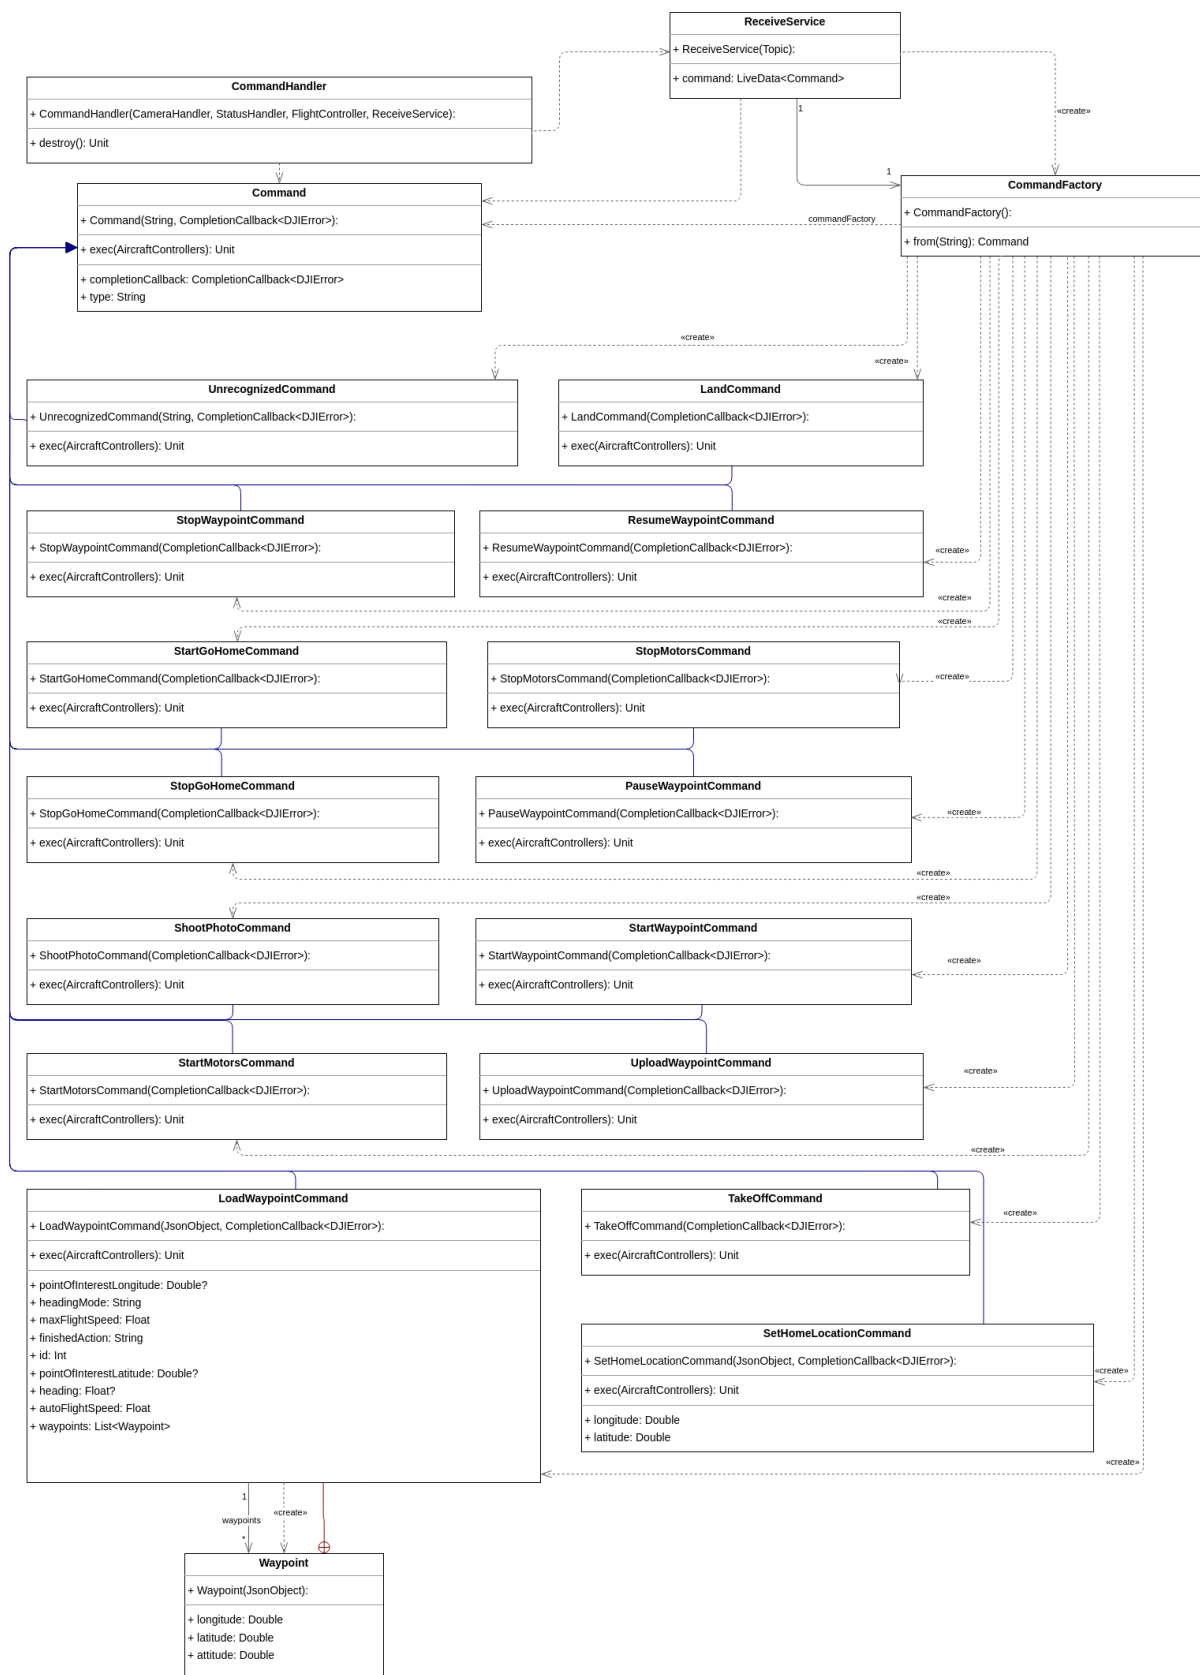 ReceiveService
+ ReceiveService(Topic):
+ command: LiveData<Command>
CommandHandler
+ CommandHandler(CameraHandler, StatusHandler, FlightController, ReceiveService):
+ destroy(): Unit
1
«create»
1
CommandFactory
+ CommandFactory():
+ from(String): Command
Command
+ Command(String, CompletionCallback<DJIError>):
+ exec(AircraftControllers): Unit
+ completionCallback: CompletionCallback<DJIError>
+ type: String
commandFactory
«create»
«create»
UnrecognizedCommand
+ UnrecognizedCommand(String, CompletionCallback<DJIError>):
+ exec(AircraftControllers): Unit
LandCommand
+ LandCommand(CompletionCallback<DJIError>):
+ exec(AircraftControllers): Unit
StopWaypointCommand
+ StopWaypointCommand(CompletionCallback<DJIError>):
+ exec(AircraftControllers): Unit
ResumeWaypointCommand
+ ResumeWaypointCommand(CompletionCallback<DJIError>):
+ exec(AircraftControllers): Unit
«create»
«create»
«create»
StartGoHomeCommand
+ StartGoHomeCommand(CompletionCallback<DJIError>):
+ exec(AircraftControllers): Unit
StopMotorsCommand
+ StopMotorsCommand(CompletionCallback<DJIError>):
+ exec(AircraftControllers): Unit
«create»
StopGoHomeCommand
+ StopGoHomeCommand(CompletionCallback<DJIError>):
+ exec(AircraftControllers): Unit
PauseWaypointCommand
+ PauseWaypointCommand(CompletionCallback<DJIError>):
+ exec(AircraftControllers): Unit
«create»
«create»
«create»
ShootPhotoCommand
+ ShootPhotoCommand(CompletionCallback<DJIError>):
+ exec(AircraftControllers): Unit
StartWaypointCommand
+ StartWaypointCommand(CompletionCallback<DJIError>):
+ exec(AircraftControllers): Unit
«create»
StartMotorsCommand
+ StartMotorsCommand(CompletionCallback<DJIError>):
+ exec(AircraftControllers): Unit
UploadWaypointCommand
+ UploadWaypointCommand(CompletionCallback<DJIError>):
+ exec(AircraftControllers): Unit
«create»
«create»
LoadWaypointCommand
+ LoadWaypointCommand(JsonObject, CompletionCallback<DJIError>):
+ exec(AircraftControllers): Unit
+ pointOfInterestLongitude: Double?
+ headingMode: String
+ maxFlightSpeed: Float
+ finishedAction: String
+ id: Int
+ pointOfInterestLatitude: Double?
+ heading: Float?
+ autoFlightSpeed: Float
+ waypoints: List<Waypoint>
TakeOffCommand
+ TakeOffCommand(CompletionCallback<DJIError>):
+ exec(AircraftControllers): Unit
«create»
SetHomeLocationCommand
+ SetHomeLocationCommand(JsonObject, CompletionCallback<DJIError>):
+ exec(AircraftControllers): Unit
+ longitude: Double
+ latitude: Double
«create»
«create»
1
waypoints
*
«create»
Waypoint
+ Waypoint(JsonObject):
+ longitude: Double
+ latitude: Double
+ attitude: Double